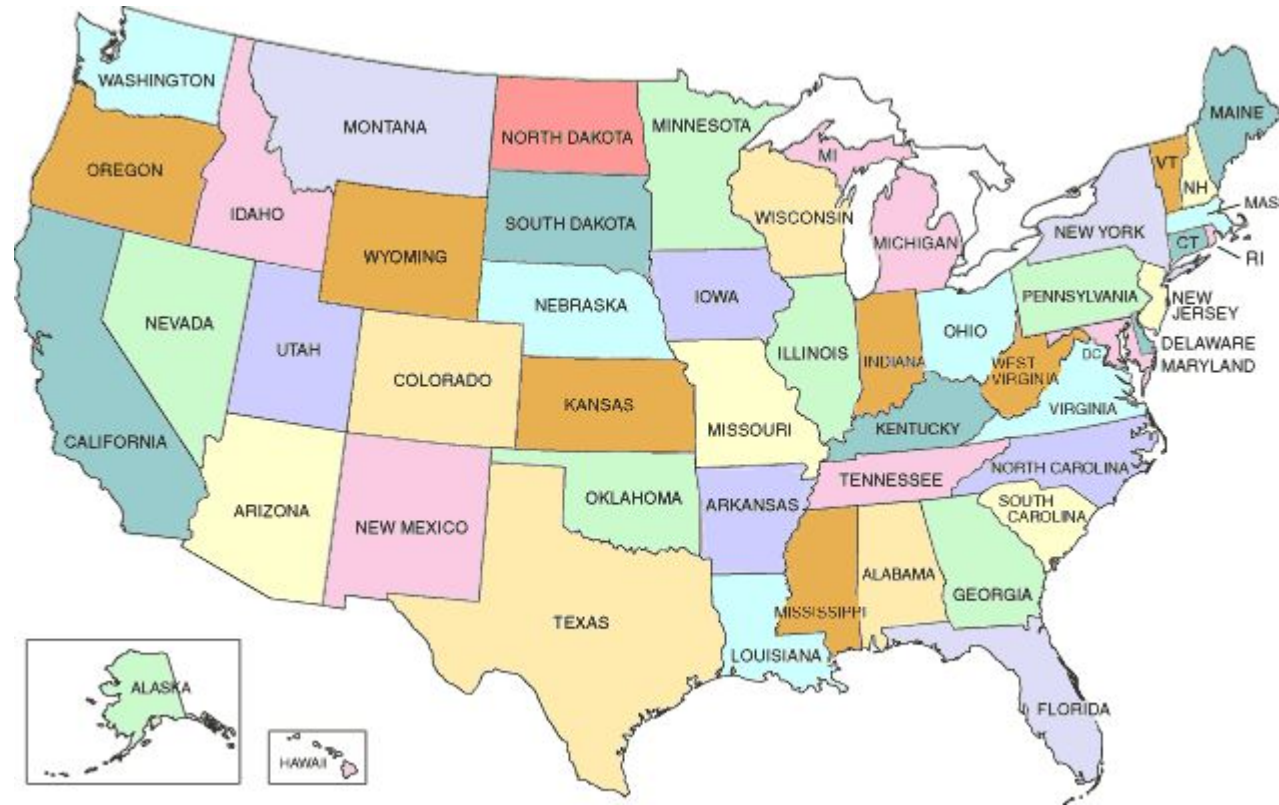 WASHINGTON
OREGON
CALIFORNIA
NEVADA
IDAHO
MONTANA
WYOMING
UTAH
COLORADO
ARIZONA
NEW MEXICO
NORTH DAKOTA
SOUTH DAKOTA
NEBRASKA
KANSAS
OKLAHOMA
TEXAS
MINNESOTA
IOWA
MISSOURI
ARKANSAS
LOUISIANA
WISCONSIN
ILLINOIS
MI
MICHIGAN
INDIANA
OHIO
KENTUCKY
TENNESSEE
MISSISSIPPI
ALABAMA
GEORGIA
FLORIDA
SOUTH
CAROLINA
NORTH CAROLINA
VIRGINIA
WEST
VIRGINIA
DC
PENNSYLVANIA
NEW YORK
VT
NH
MAINE
MAS
CT
RI
NEW
JERSEY
DELAWARE
MARYLAND
ALASKA
HAWAII